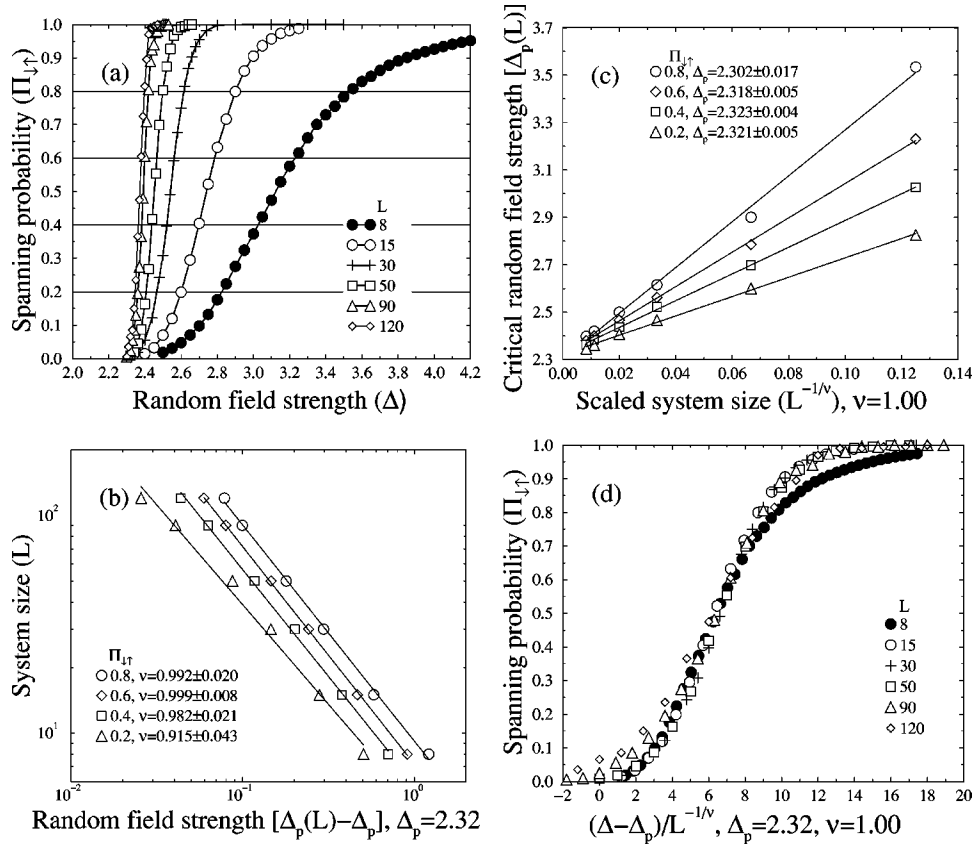 (a)
Spanning probability (Π↓↑)
1.0
0.9
0.8
0.7
0.6
0.5
0.4
0.3
0.2
0.1
0.0
L
8
15
30
50
90
120
2.0 2.2 2.4 2.6 2.8 3.0 3.2 3.4 3.6 3.8 4.0 4.2
Random field strength (Δ)
(c)
Critical random field strength [Δp(L)]
3.7
3.5
3.3
3.1
2.9
2.7
2.5
2.3
Π↓↑
0.8, Δp=2.302±0.017
0.6, Δp=2.318±0.005
0.4, Δp=2.323±0.004
0.2, Δp=2.321±0.005
0.00 0.02 0.04 0.06 0.08 0.10 0.12 0.14
Scaled system size (L^-1/ν), ν=1.00
(b)
System size (L)
10^2
10^1
Π↓↑
0.8, ν=0.992±0.020
0.6, ν=0.999±0.008
0.4, ν=0.982±0.021
0.2, ν=0.915±0.043
10^-2 10^-1 10^0
Random field strength [Δp(L)−Δp], Δp=2.32
(d)
Spanning probability (Π↓↑)
1.0
0.9
0.8
0.7
0.6
0.5
0.4
0.3
0.2
0.1
0.0
L
8
15
30
50
90
120
−2 0 2 4 6 8 10 12 14 16 18 20
(Δ−Δp)/L^-1/ν, Δp=2.32, ν=1.00